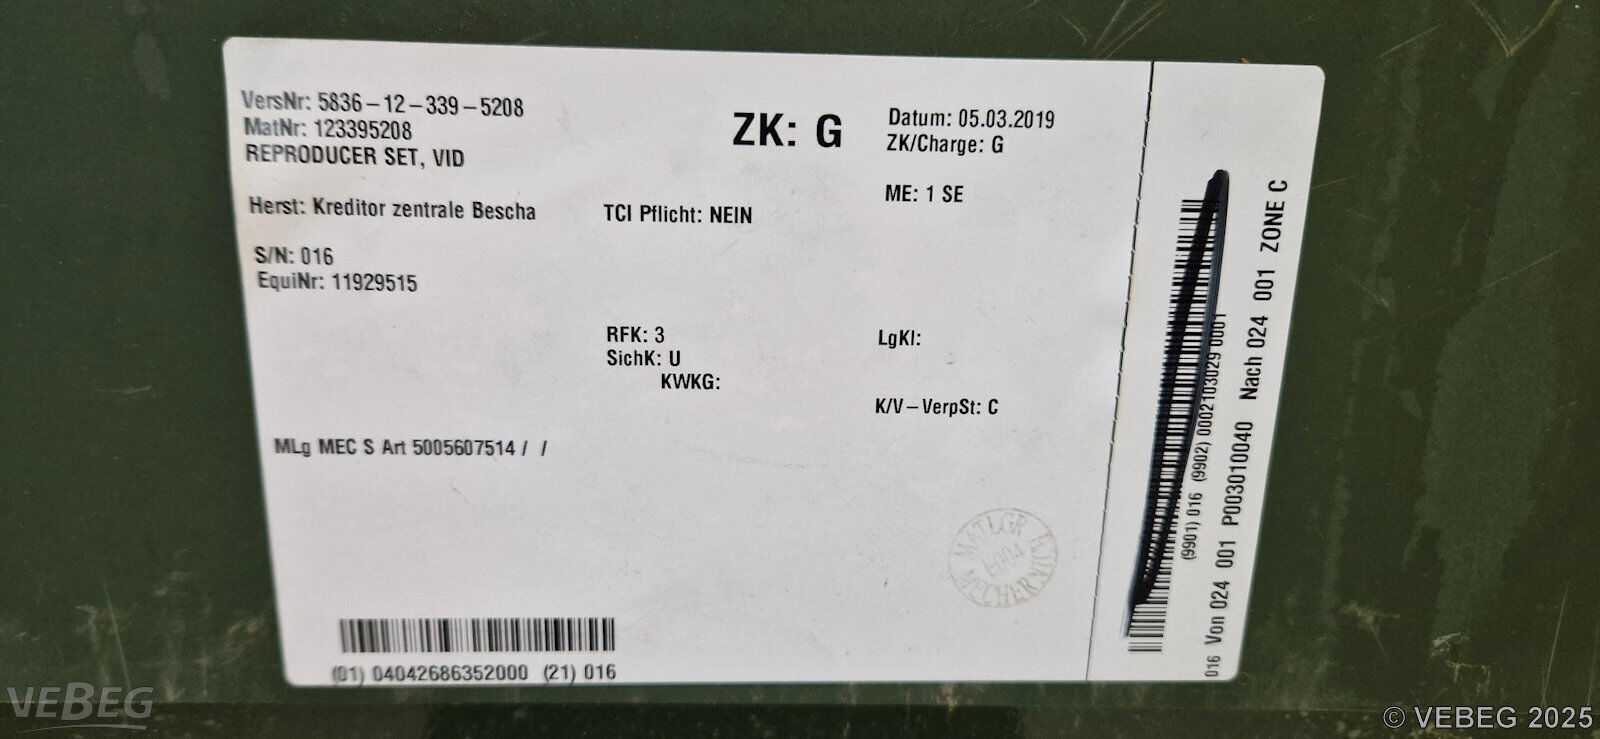 VersNr: 5836-12-339-5208
MatNr: 123395208
REPRODUCER SET, VID
ZK: G
Datum: 05.03.2019
ZK/Charge: G
Herst: Kreditor zentrale Bescha
TCI Pflicht: NEIN
ME: 1 SE
S/N: 016
EquiNr: 11929515
RFK: 3
SichK: U
KWKG:
LgKl:
K/V-VerpSt: C
MLg MEC S Art 5005607514 / /
MATLGR
MECHERNICH
(01) 04042686352000 (21) 016
(9901) 016 (9902) 0002103029 0001
016 Von 024 001 P003010040 Nach 024 001 ZONE C
VEBEG
© VEBEG 2025